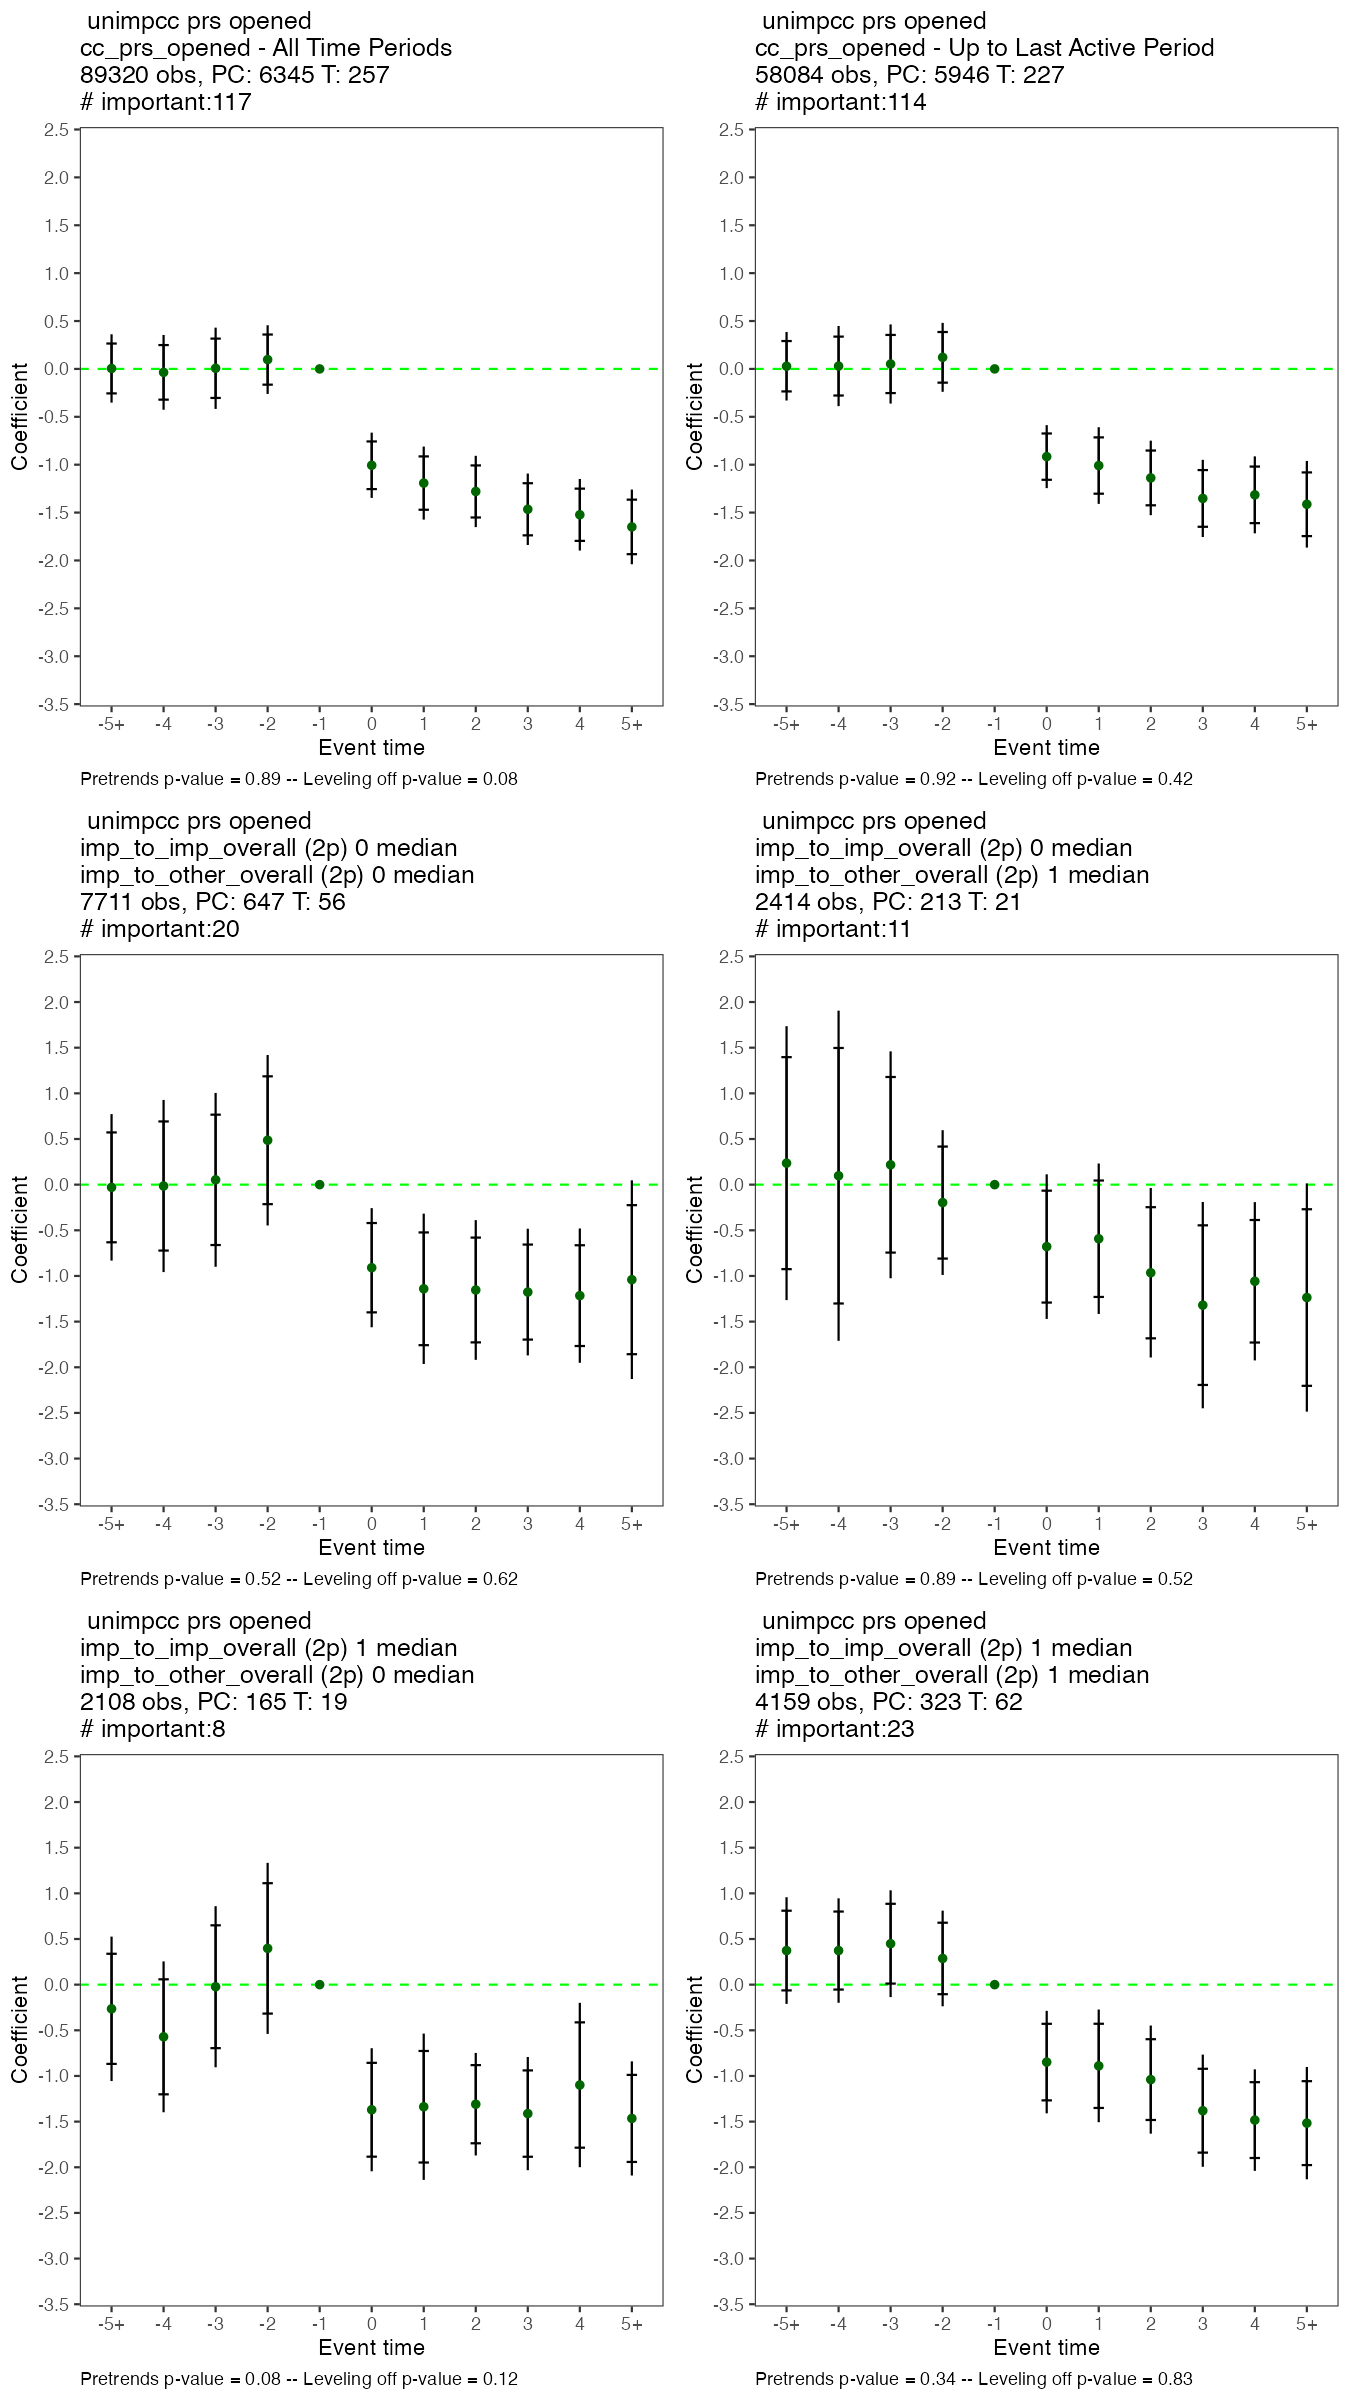 unimpcc prs opened
cc_prs_opened - All Time Periods
89320 obs, PC: 6345 T: 257
# important:117
2.5
2.0
1.5
1.0
0.5
0.0
-0.5
-1.0
-1.5
-2.0
-2.5
-3.0
-3.5
Coefficient
-5+ -4 -3 -2 -1 0 1 2 3 4 5+
Event time
Pretrends p-value = 0.89 -- Leveling off p-value = 0.08
unimpcc prs opened
cc_prs_opened - Up to Last Active Period
58084 obs, PC: 5946 T: 227
# important:114
2.5
2.0
1.5
1.0
0.5
0.0
-0.5
-1.0
-1.5
-2.0
-2.5
-3.0
-3.5
Coefficient
-5+ -4 -3 -2 -1 0 1 2 3 4 5+
Event time
Pretrends p-value = 0.92 -- Leveling off p-value = 0.42
unimpcc prs opened
imp_to_imp_overall (2p) 0 median
imp_to_other_overall (2p) 0 median
7711 obs, PC: 647 T: 56
# important:20
2.5
2.0
1.5
1.0
0.5
0.0
-0.5
-1.0
-1.5
-2.0
-2.5
-3.0
-3.5
Coefficient
-5+ -4 -3 -2 -1 0 1 2 3 4 5+
Event time
Pretrends p-value = 0.52 -- Leveling off p-value = 0.62
unimpcc prs opened
imp_to_imp_overall (2p) 0 median
imp_to_other_overall (2p) 1 median
2414 obs, PC: 213 T: 21
# important:11
2.5
2.0
1.5
1.0
0.5
0.0
-0.5
-1.0
-1.5
-2.0
-2.5
-3.0
-3.5
Coefficient
-5+ -4 -3 -2 -1 0 1 2 3 4 5+
Event time
Pretrends p-value = 0.89 -- Leveling off p-value = 0.52
unimpcc prs opened
imp_to_imp_overall (2p) 1 median
imp_to_other_overall (2p) 0 median
2108 obs, PC: 165 T: 19
# important:8
2.5
2.0
1.5
1.0
0.5
0.0
-0.5
-1.0
-1.5
-2.0
-2.5
-3.0
-3.5
Coefficient
-5+ -4 -3 -2 -1 0 1 2 3 4 5+
Event time
Pretrends p-value = 0.08 -- Leveling off p-value = 0.12
unimpcc prs opened
imp_to_imp_overall (2p) 1 median
imp_to_other_overall (2p) 1 median
4159 obs, PC: 323 T: 62
# important:23
2.5
2.0
1.5
1.0
0.5
0.0
-0.5
-1.0
-1.5
-2.0
-2.5
-3.0
-3.5
Coefficient
-5+ -4 -3 -2 -1 0 1 2 3 4 5+
Event time
Pretrends p-value = 0.34 -- Leveling off p-value = 0.83